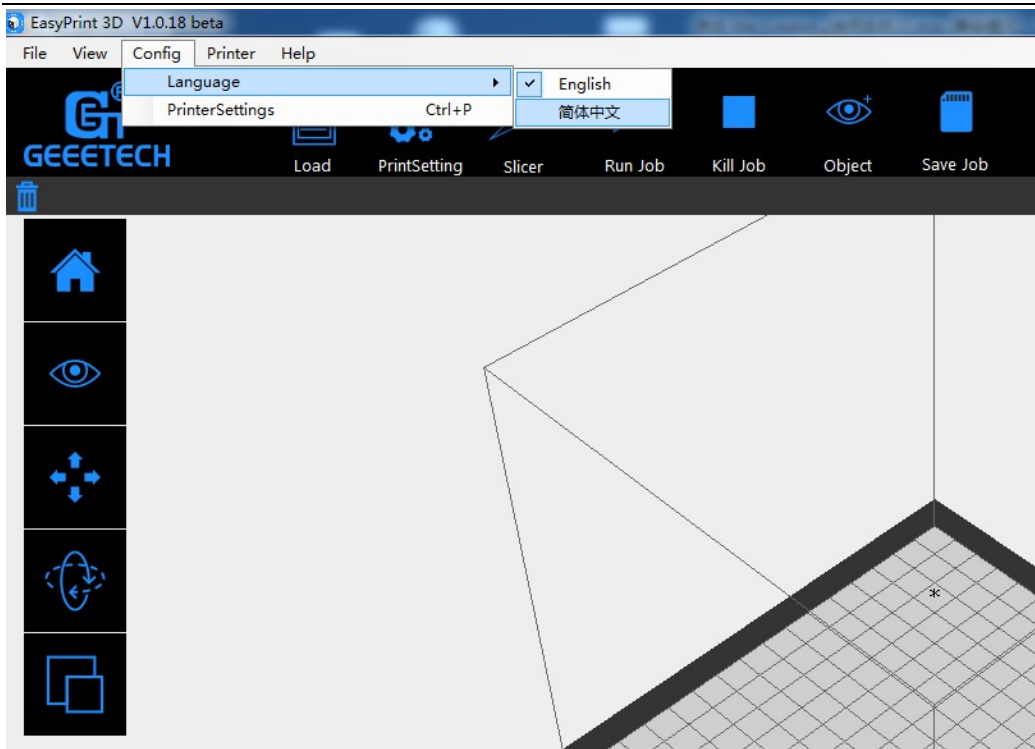 EasyPrint 3D V1.0.18 beta
File View Config Printer Help
Language English
PrinterSettings Ctrl+P 简体中文
GEEETECH
Load PrintSetting Slicer Run Job Kill Job Object Save Job